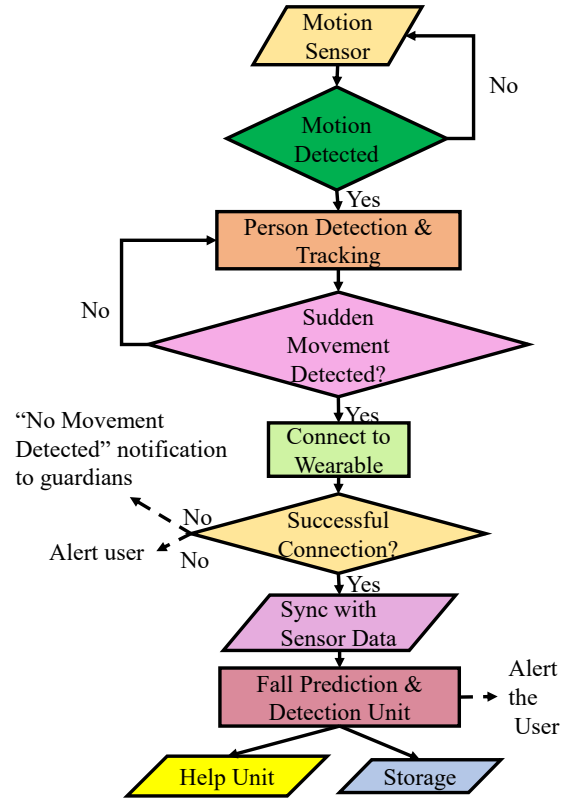 Motion
Sensor
No
Motion
Detected
Yes
Person Detection &
Tracking
No
Sudden
Movement
Detected?
Yes
“No Movement
Detected” notification
to guardians
Connect to
Wearable
No
Successful
Connection?
Alert user
No
Yes
Sync with
Sensor Data
Fall Prediction &
Detection Unit
Alert
the
User
Help Unit
Storage